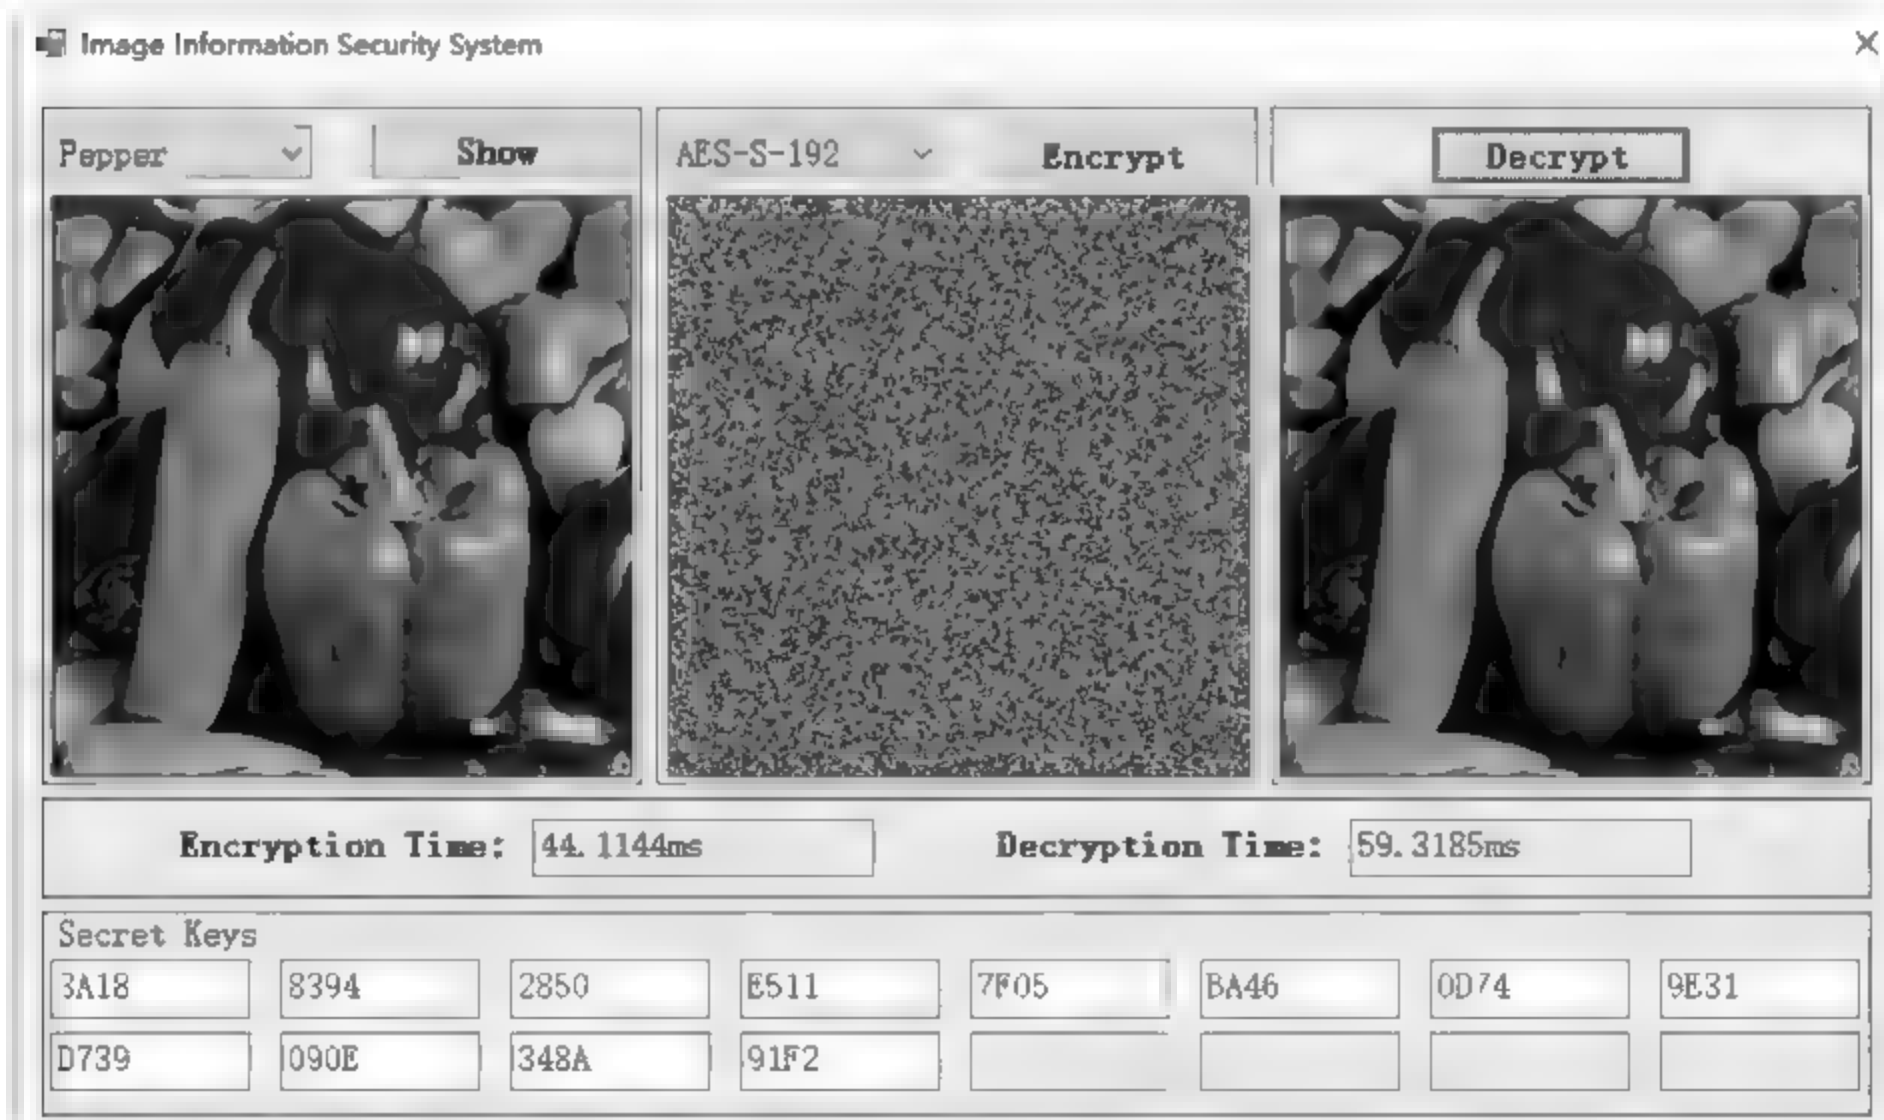 Image Information Security System
Pepper Show AES-S-192 Encrypt Decrypt
Encryption Time: 44.1144ms Decryption Time: 59.3185ms
Secret Keys
3A18 8394 2850 E511 7F05 BA46 0D74 9E31
D739 090E 348A 91F2